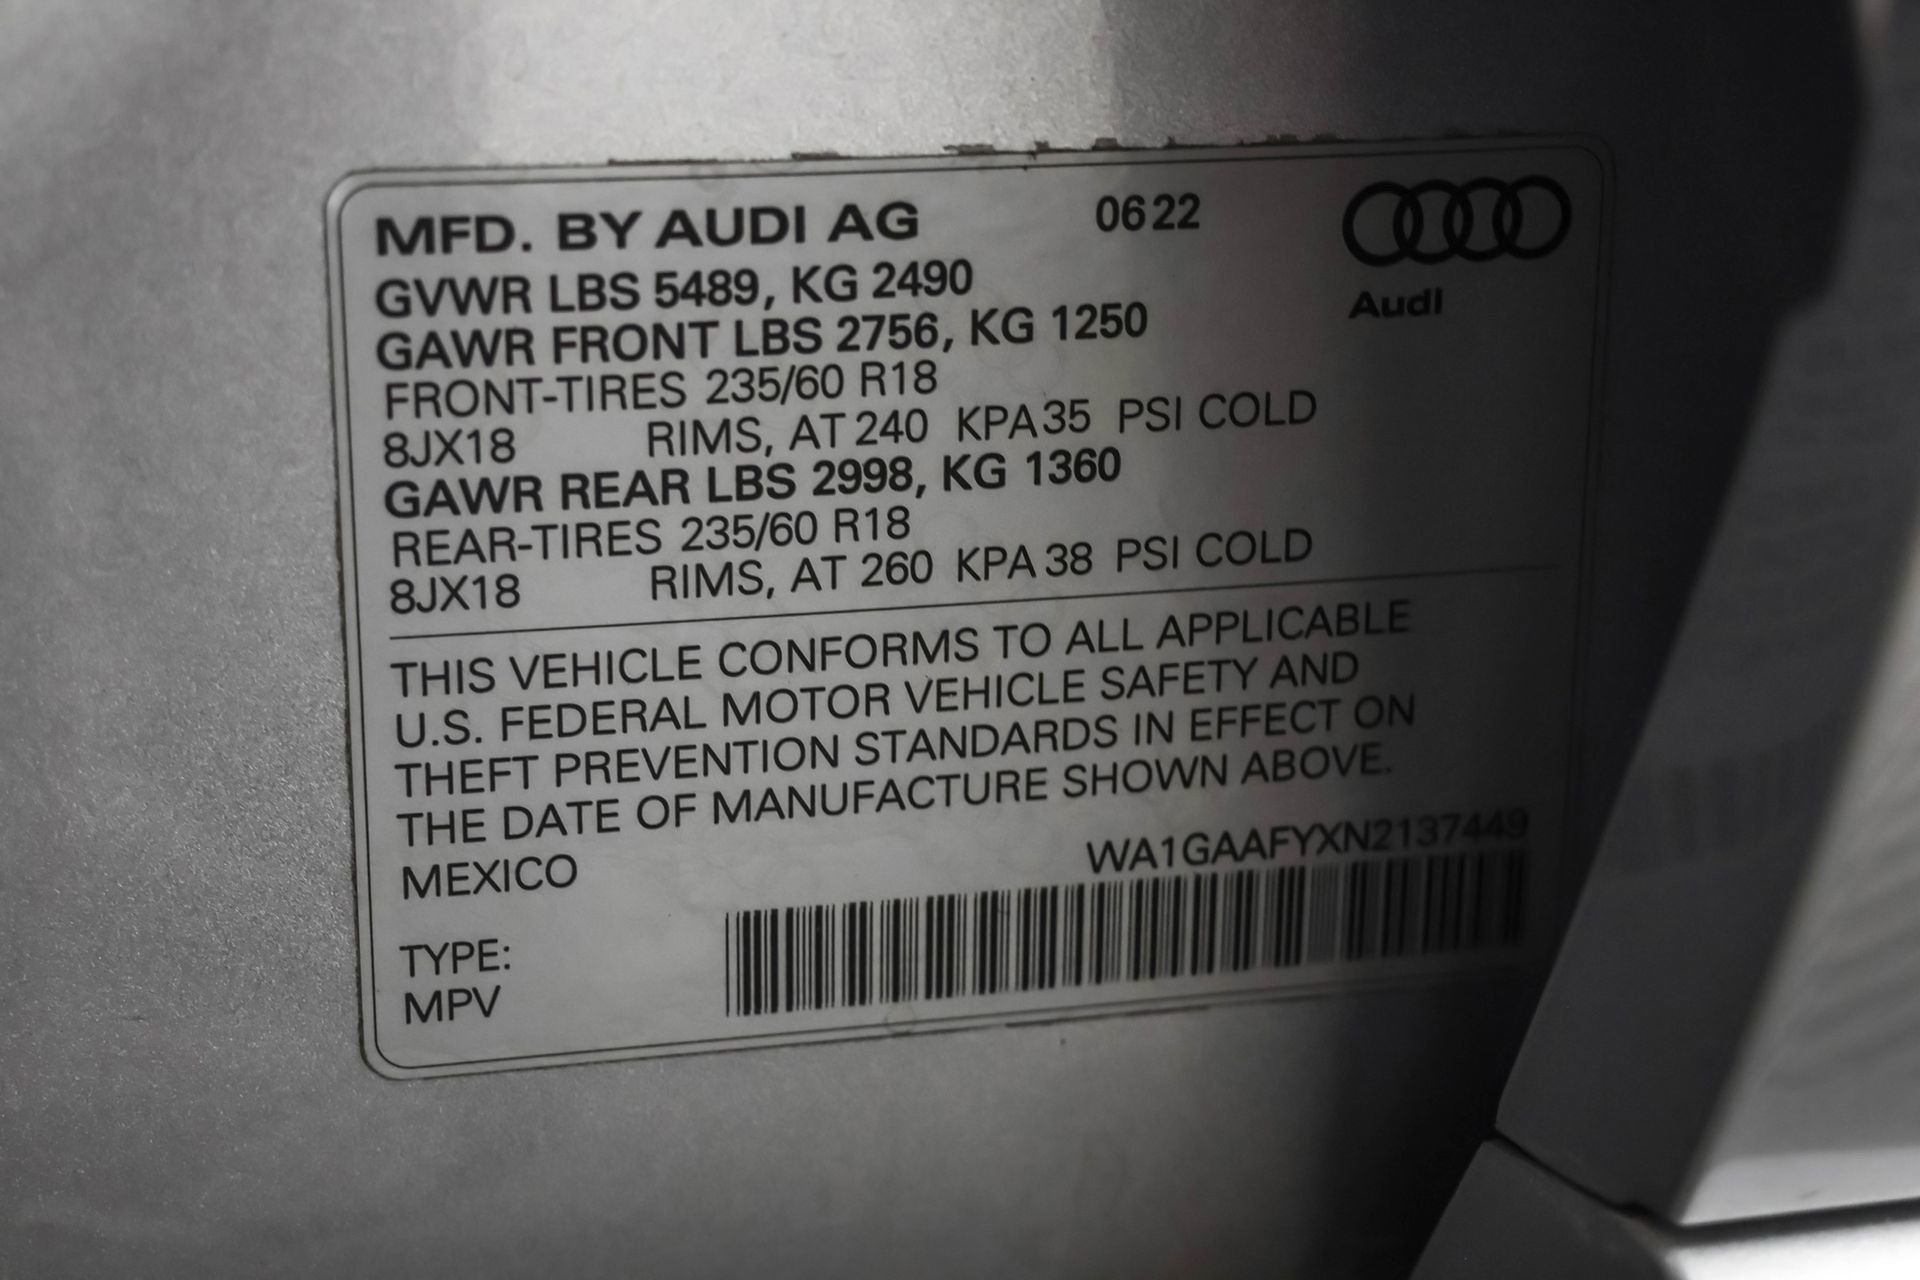 MFD. BY AUDI AG 0622
Audi
GVWR LBS 5489, KG 2490
GAWR FRONT LBS 2756, KG 1250
FRONT-TIRES 235/60 R18
8JX18 RIMS, AT 240 KPA 35 PSI COLD
GAWR REAR LBS 2998, KG 1360
REAR-TIRES 235/60 R18
8JX18 RIMS, AT 260 KPA 38 PSI COLD
THIS VEHICLE CONFORMS TO ALL APPLICABLE
U.S. FEDERAL MOTOR VEHICLE SAFETY AND
THEFT PREVENTION STANDARDS IN EFFECT ON
THE DATE OF MANUFACTURE SHOWN ABOVE.
MEXICO WA1GAAFYXN2137449
TYPE:
MPV